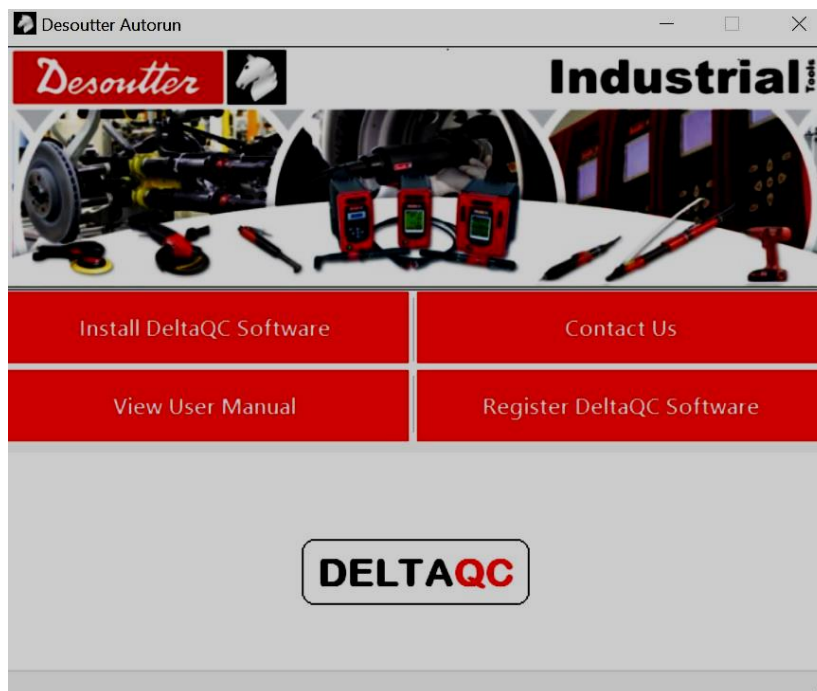 Desoutter Autorun
Desoutter
Industrial Tools
Install DeltaQC Software
Contact Us
View User Manual
Register DeltaQC Software
DELTAQC